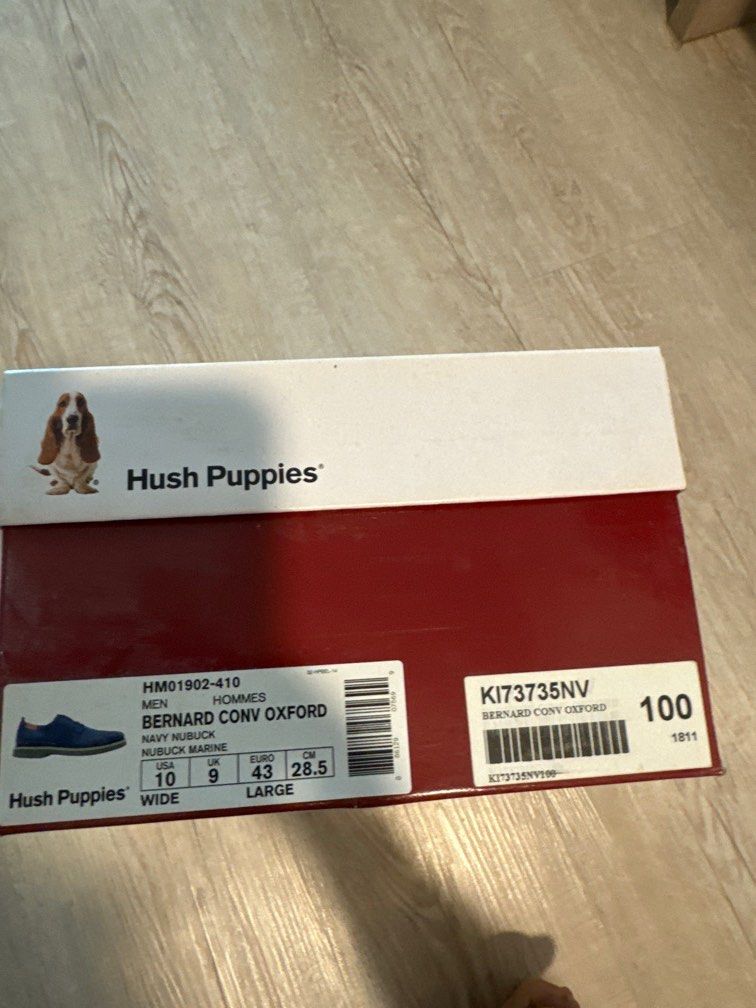 Hush Puppies®
HM01902-410
MEN HOMMES
BERNARD CONV OXFORD
NAVY NUBUCK
NUBUCK MARINE
USA UK EURO CM
10 9 43 28.5
WIDE LARGE
Hush Puppies®
KI73735NV
BERNARD CONV OXFORD
100
1811
KI73735NV100